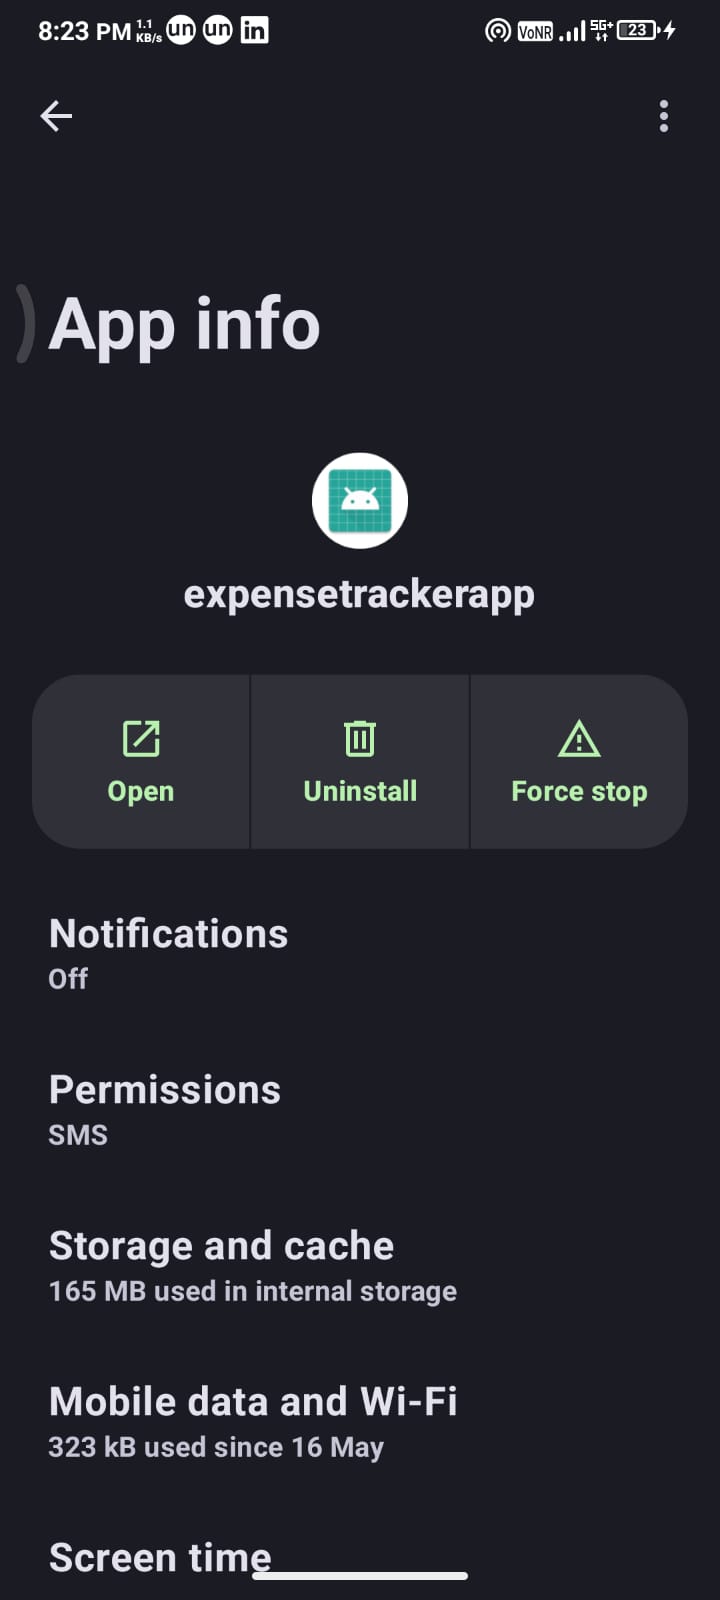 8:23 PM 1.1 KB/s un un in VoNR 5G+ 23
App info
expensetrackerapp
Open Uninstall Force stop
Notifications
Off
Permissions
SMS
Storage and cache
165 MB used in internal storage
Mobile data and Wi-Fi
323 kB used since 16 May
Screen time